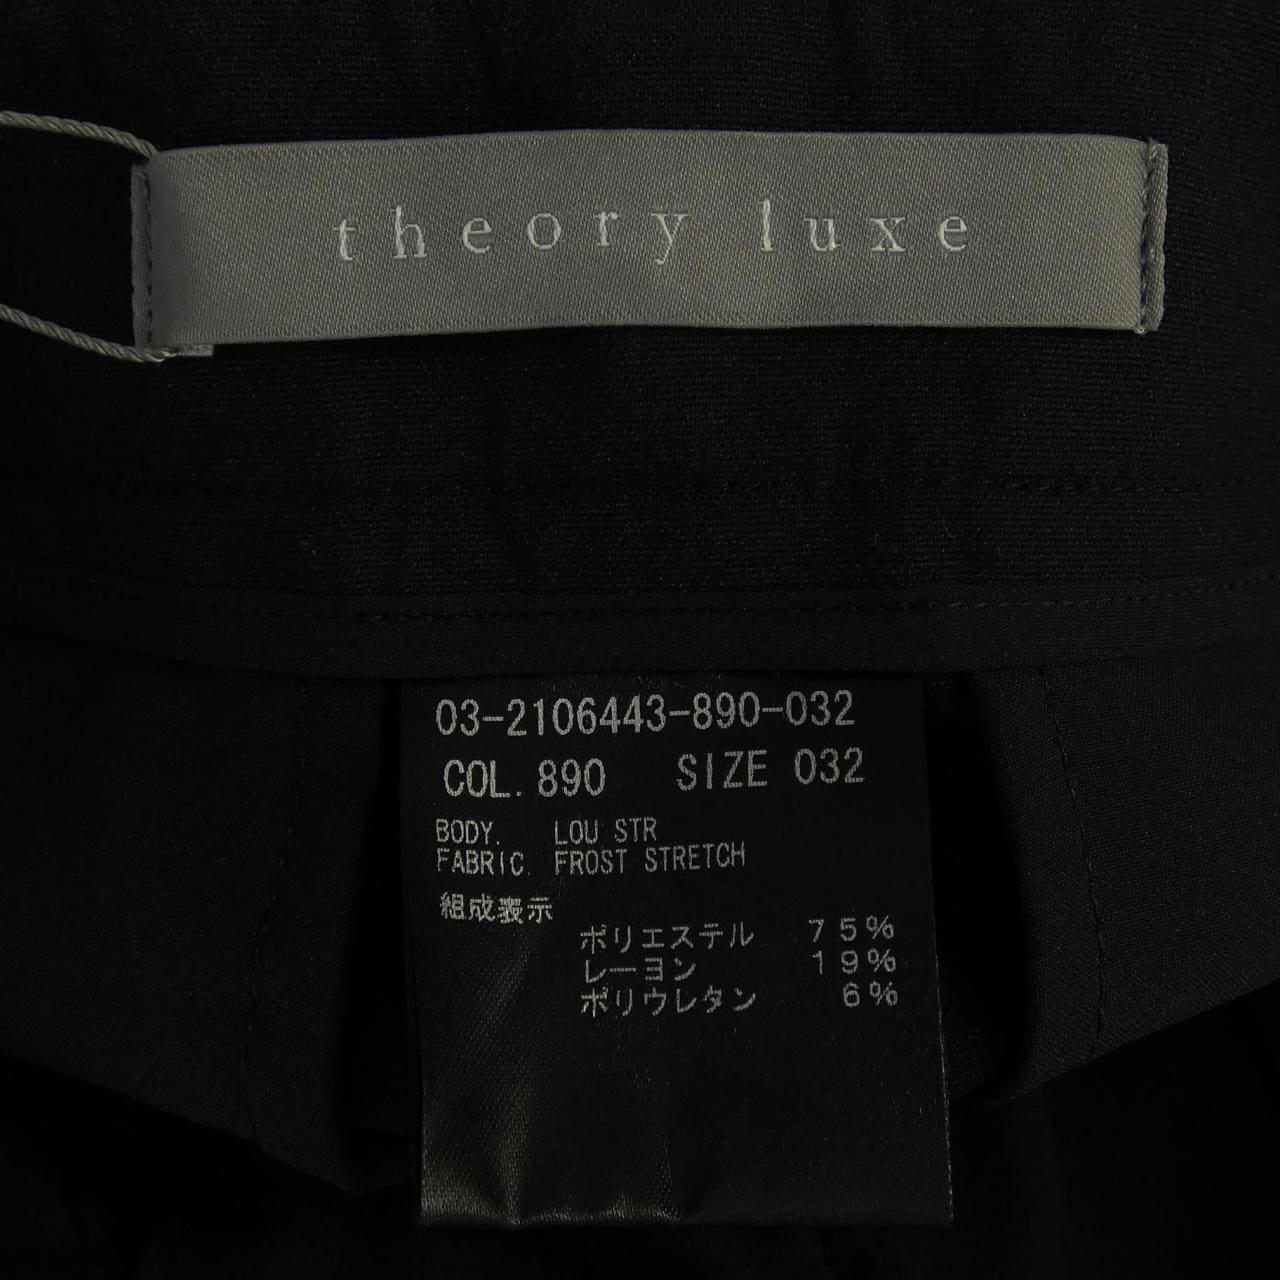 theory luxe
03-2106443-890-032
COL. 890 SIZE 032
BODY. LOU STR
FABRIC. FROST STRETCH
組成表示
ポリエステル 75%
レーヨン 19%
ポリウレタン 6%